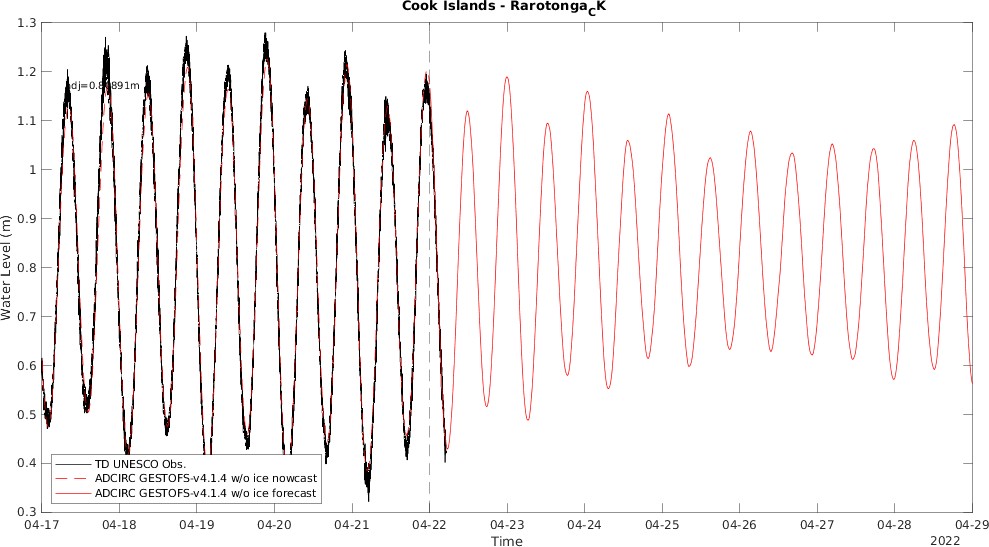 Cook Islands - Rarotonga_CK
1.3
1.2
1.1
1
0.9
0.8
0.7
0.6
0.5
0.4
0.3
Water Level (m)
TD UNESCO Obs.
ADCIRC GESTOFS-v4.1.4 w/o ice nowcast
ADCIRC GESTOFS-v4.1.4 w/o ice forecast
04-17 04-18 04-19 04-20 04-21 04-22 04-23 04-24 04-25 04-26 04-27 04-28 04-29
Time
2022